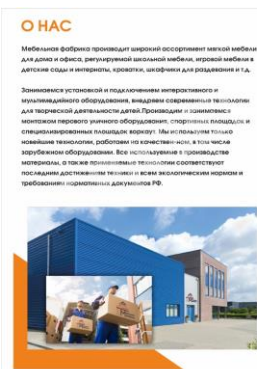 О НАС
Мебельная фабрика производит широкий ассортимент мягкой мебели
для дома и офиса, регулируемой школьной мебели, игровой мебели в
детские сады и интернаты, кроватки, шкафчики для раздевания и т.д.
Занимаемся установкой и подключением интерактивного и
мультимедийного оборудования, внедряем современные технологии
для творческой деятельности детей.Производим и занимаемся
монтажом первого уличного оборудования, спортивных площадок и
специализированных площадок воркаут. Мы используем только
новейшие технологии, работаем на качествен-ном, в том числе
зарубежном оборудовании. Все используемые в производстве
материалы, а также применяемые технологии соответствуют
последним достижениям техники и всем экологическим нормам и
требованиям нормативных документов РФ.